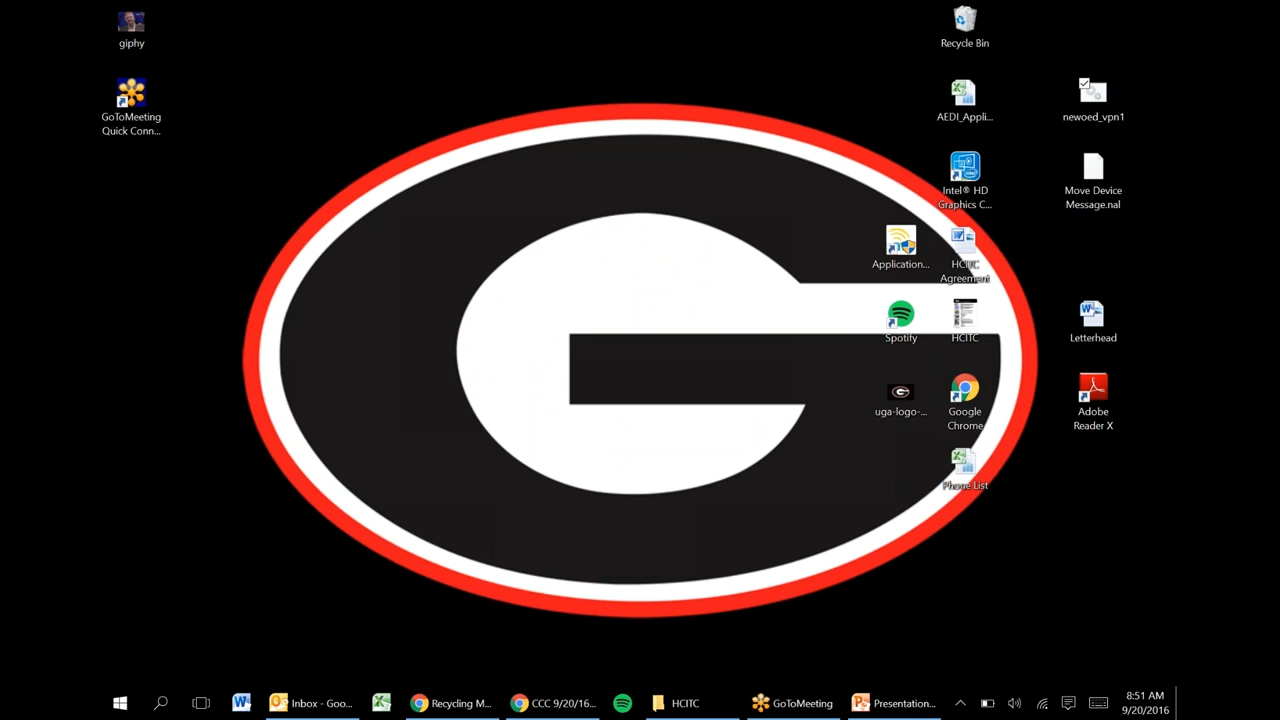 giphy
GoToMeeting
Quick Conn...
Recycle Bin
AEDI_Appli...
newoed_vpn1
Intel® HD
Graphics C...
Move Device
Message.nal
Application...
HCITC
Agreement
Spotify
HCITC
Letterhead
uga-logo-...
Google
Chrome
Adobe
Reader X
Phone List
Inbox - Goo...
Recycling M...
CCC 9/20/16...
HCITC
GoToMeeting
Presentation...
8:51 AM
9/20/2016